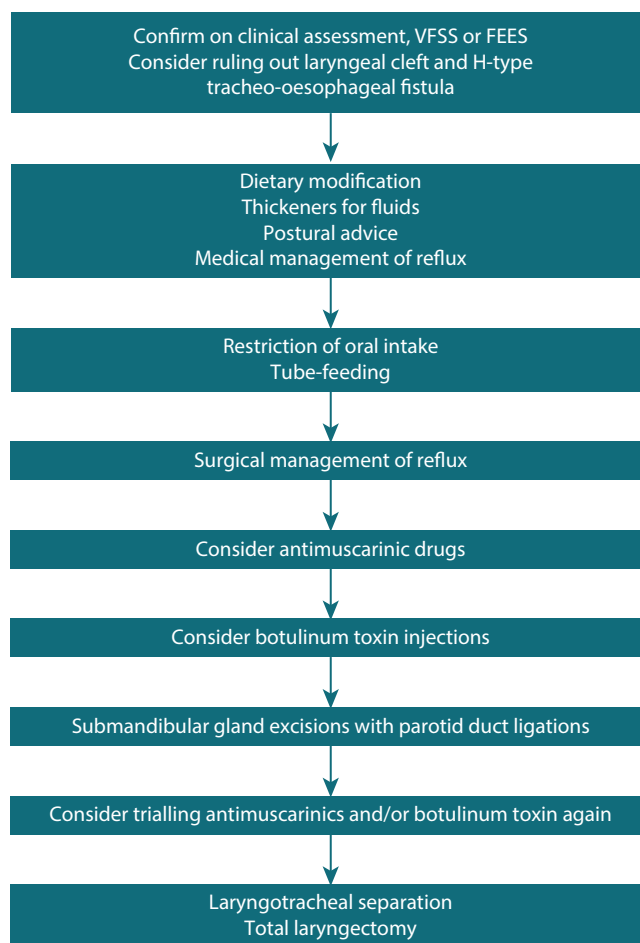 Confirm on clinical assessment, VFSS or FEES
Consider ruling out laryngeal cleft and H-type
tracheo-oesophageal fistula
Dietary modification
Thickeners for fluids
Postural advice
Medical management of reflux
Restriction of oral intake
Tube-feeding
Surgical management of reflux
Consider antimuscarinic drugs
Consider botulinum toxin injections
Submandibular gland excisions with parotid duct ligations
Consider trialling antimuscarinics and/or botulinum toxin again
Laryngotracheal separation
Total laryngectomy